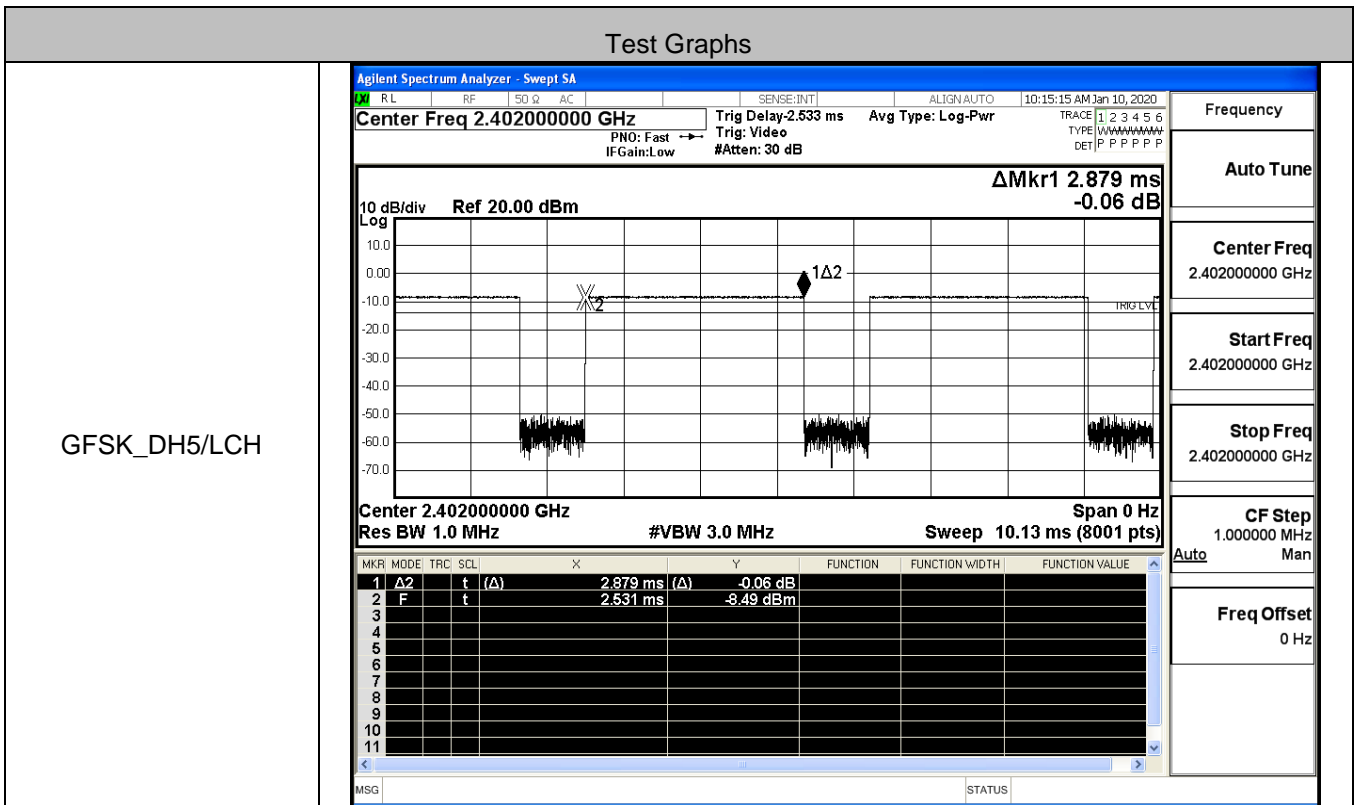 Test Graphs
GFSK_DH5/LCH
Agilent Spectrum Analyzer - Swept SA
LXI RL RF 50 Ω AC SENSE:INT ALIGNAUTO 10:15:15 AM Jan 10, 2020
Center Freq 2.402000000 GHz
PNO: Fast
IFGain:Low
Trig Delay-2.533 ms
Trig: Video
#Atten: 30 dB
Avg Type: Log-Pwr
TRACE 1 2 3 4 5 6
TYPE
DET P P P P P P
ΔMkr1 2.879 ms
-0.06 dB
10 dB/div Ref 20.00 dBm
Log
10.0
0.00
-10.0
-20.0
-30.0
-40.0
-50.0
-60.0
-70.0
1Δ2
2
TRIG LVL
Center 2.402000000 GHz Span 0 Hz
Res BW 1.0 MHz #VBW 3.0 MHz Sweep 10.13 ms (8001 pts)
MKR MODE TRC SCL X Y FUNCTION FUNCTION WIDTH FUNCTION VALUE
1 Δ2 t (Δ) 2.879 ms (Δ) -0.06 dB
2 F t 2.531 ms -8.49 dBm
3
4
5
6
7
8
9
10
11
MSG STATUS
Frequency
Auto Tune
Center Freq
2.402000000 GHz
Start Freq
2.402000000 GHz
Stop Freq
2.402000000 GHz
CF Step
1.000000 MHz
Auto Man
Freq Offset
0 Hz